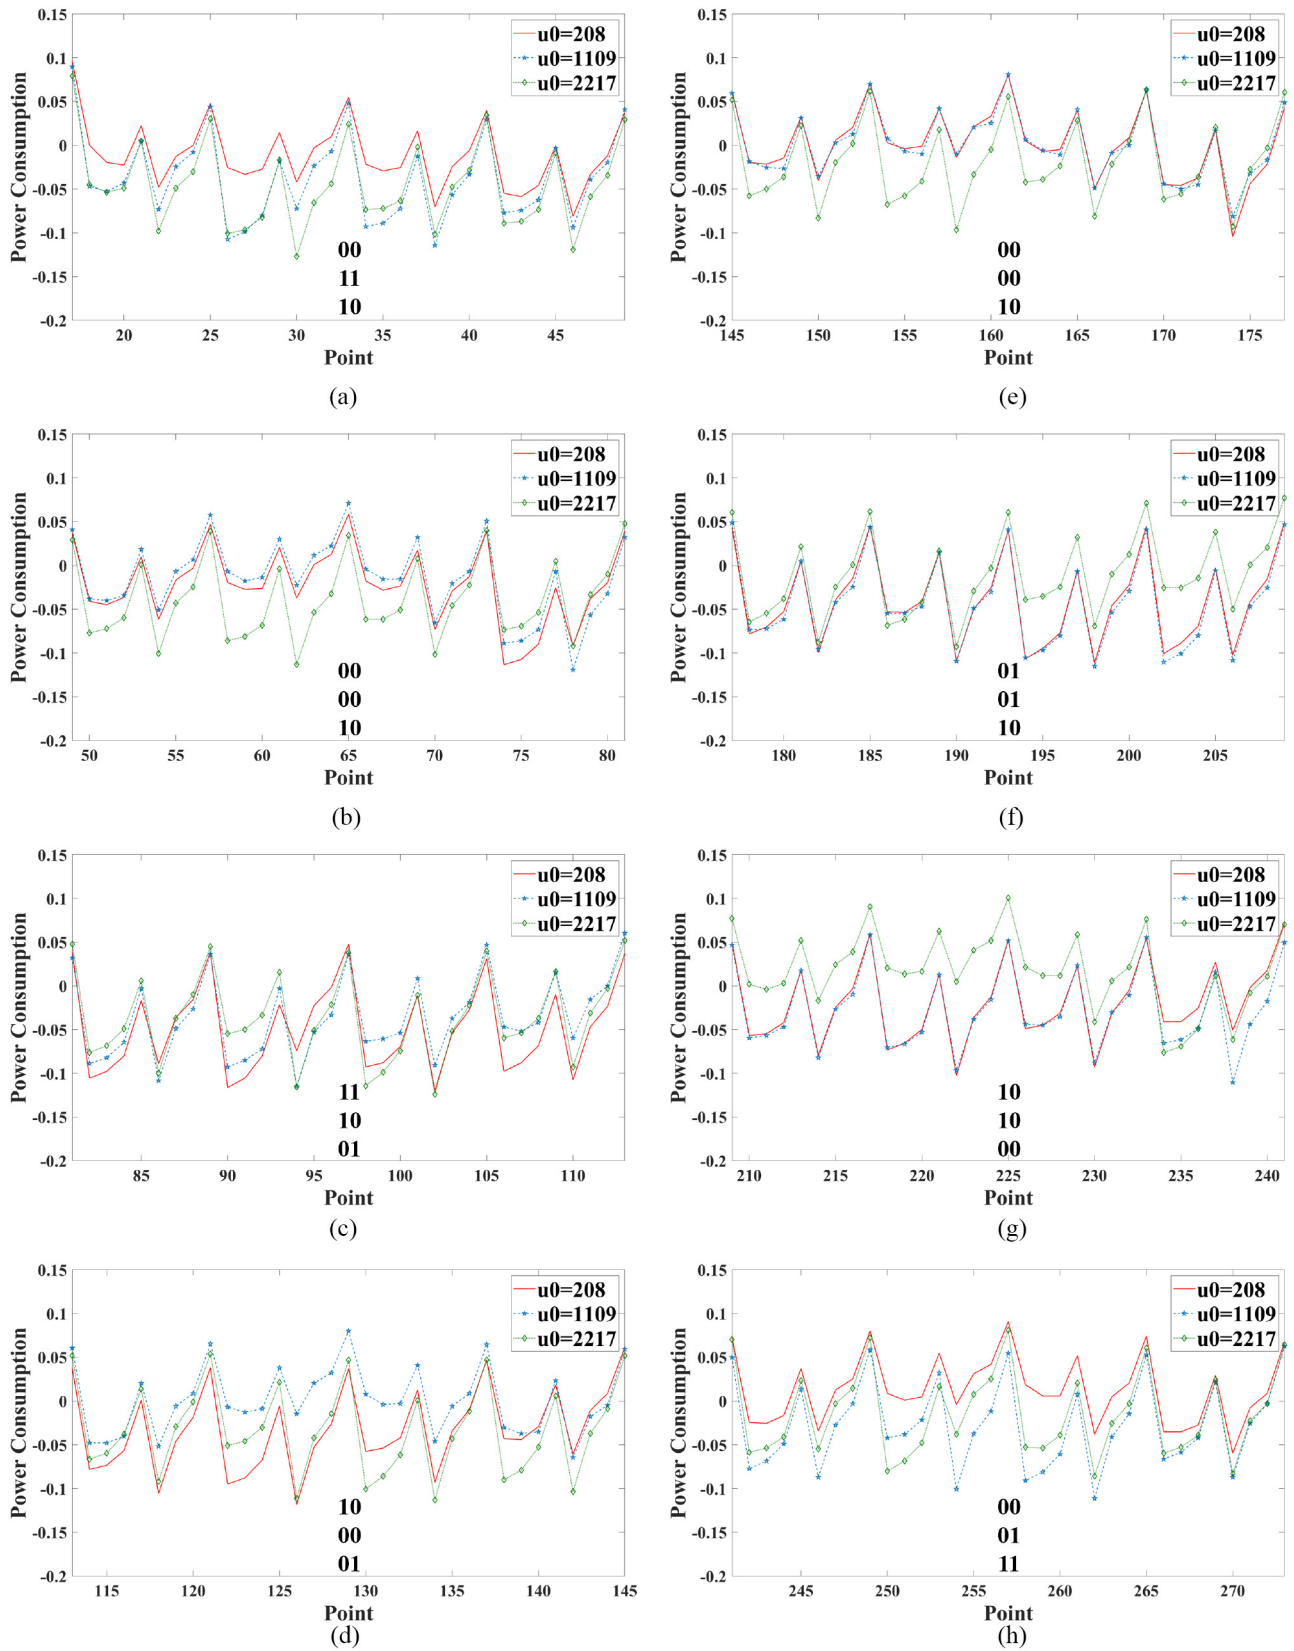 0.15
0.1
0.05
0
-0.05
-0.1
-0.15
-0.2
Power Consumption
u0=208
u0=1109
u0=2217
00
11
10
20 25 30 35 40 45
Point
(a)
0.15
0.1
0.05
0
-0.05
-0.1
-0.15
-0.2
Power Consumption
u0=208
u0=1109
u0=2217
00
00
10
145 150 155 160 165 170 175
Point
(e)
0.15
0.1
0.05
0
-0.05
-0.1
-0.15
-0.2
Power Consumption
u0=208
u0=1109
u0=2217
00
00
10
50 55 60 65 70 75 80
Point
(b)
0.15
0.1
0.05
0
-0.05
-0.1
-0.15
-0.2
Power Consumption
u0=208
u0=1109
u0=2217
01
01
10
180 185 190 195 200 205
Point
(f)
0.15
0.1
0.05
0
-0.05
-0.1
-0.15
-0.2
Power Consumption
u0=208
u0=1109
u0=2217
11
10
01
85 90 95 100 105 110
Point
(c)
0.15
0.1
0.05
0
-0.05
-0.1
-0.15
-0.2
Power Consumption
u0=208
u0=1109
u0=2217
10
10
00
210 215 220 225 230 235 240
Point
(g)
0.15
0.1
0.05
0
-0.05
-0.1
-0.15
-0.2
Power Consumption
u0=208
u0=1109
u0=2217
10
00
01
115 120 125 130 135 140 145
Point
(d)
0.15
0.1
0.05
0
-0.05
-0.1
-0.15
-0.2
Power Consumption
u0=208
u0=1109
u0=2217
00
01
11
245 250 255 260 265 270
Point
(h)